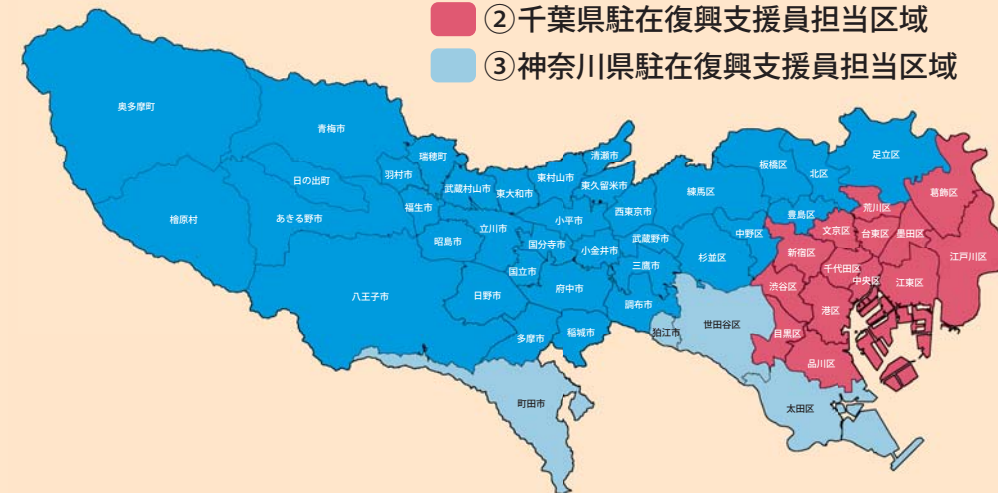 ②千葉県駐在復興支援員担当区域
③神奈川県駐在復興支援員担当区域
奥多摩町
青梅市
瑞穂町
羽村市
日の出町
福生市
檜原村
あきる野市
武蔵村山市
東大和市
東村山市
清瀬市
東久留米市
西東京市
小平市
立川市
昭島市
国分寺市
小金井市
武蔵野市
国立市
三鷹市
八王子市
日野市
府中市
調布市
多摩市
稲城市
狛江市
町田市
練馬区
板橋区
北区
足立区
豊島区
中野区
杉並区
世田谷区
荒川区
葛飾区
文京区
台東区
墨田区
新宿区
千代田区
中央区
江東区
江戸川区
渋谷区
港区
目黒区
品川区
太田区